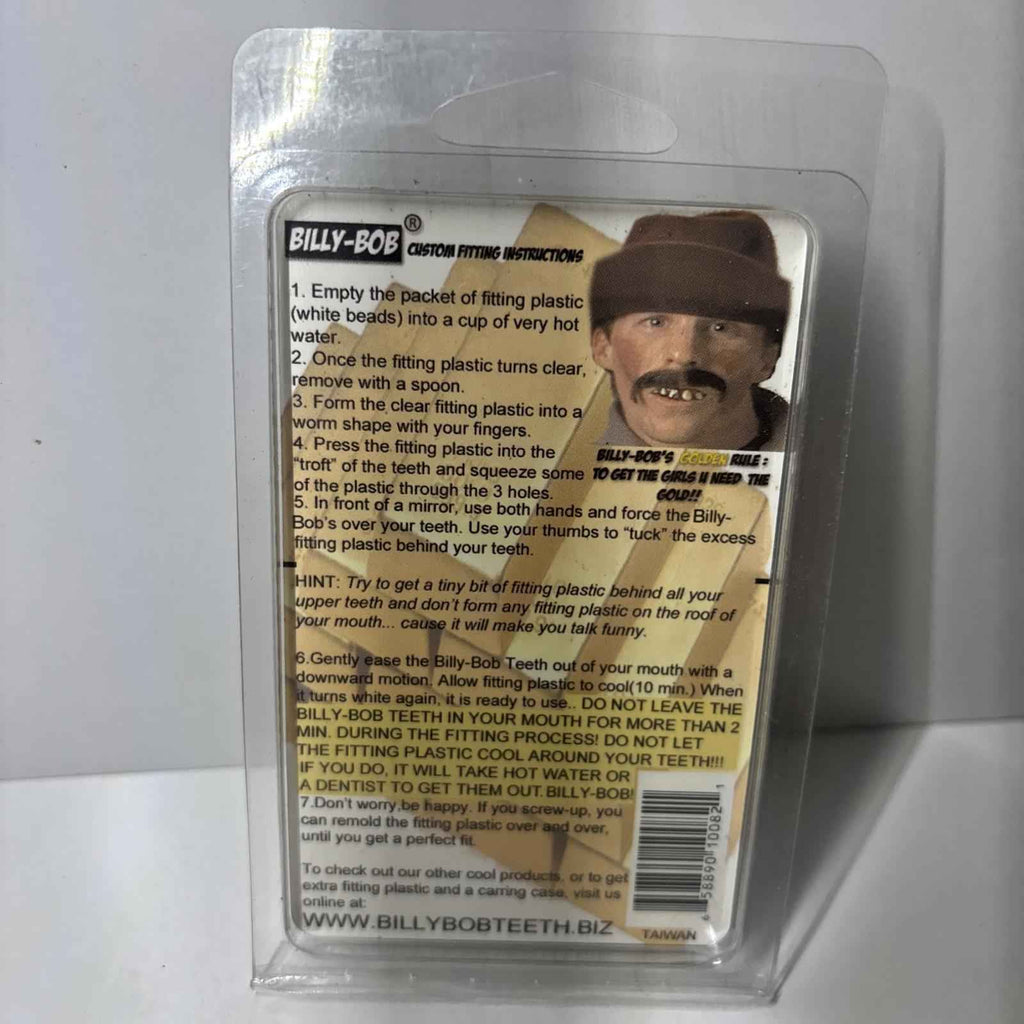 BILLY-BOB® CUSTOM FITTING INSTRUCTIONS
1. Empty the packet of fitting plastic
(white beads) into a cup of very hot
water.
2. Once the fitting plastic turns clear,
remove with a spoon.
3. Form the clear fitting plastic into a
worm shape with your fingers.
4. Press the fitting plastic into the
“troft” of the teeth and squeeze some
of the plastic through the 3 holes.
BILLY-BOB'S GOLDEN RULE :
TO GET THE GIRLS U NEED THE
GOLD!!
5. In front of a mirror, use both hands and force the Billy-
Bob's over your teeth. Use your thumbs to “tuck” the excess
fitting plastic behind your teeth.
HINT: Try to get a tiny bit of fitting plastic behind all your
upper teeth and don't form any fitting plastic on the roof of
your mouth... cause it will make you talk funny.
6.Gently ease the Billy-Bob Teeth out of your mouth with a
downward motion. Allow fitting plastic to cool(10 min.) When
it turns white again, it is ready to use.. DO NOT LEAVE THE
BILLY-BOB TEETH IN YOUR MOUTH FOR MORE THAN 2
MIN. DURING THE FITTING PROCESS! DO NOT LET
THE FITTING PLASTIC COOL AROUND YOUR TEETH!!!
IF YOU DO, IT WILL TAKE HOT WATER OR
A DENTIST TO GET THEM OUT. BILLY-BOB!
7.Don't worry,be happy. If you screw-up, you
can remold the fitting plastic over and over,
until you get a perfect fit.
To check out our other cool products, or to get
extra fitting plastic and a carring case, visit us
online at:
WWW.BILLYBOBTEETH.BIZ
6 58890 10082 1
TAIWAN